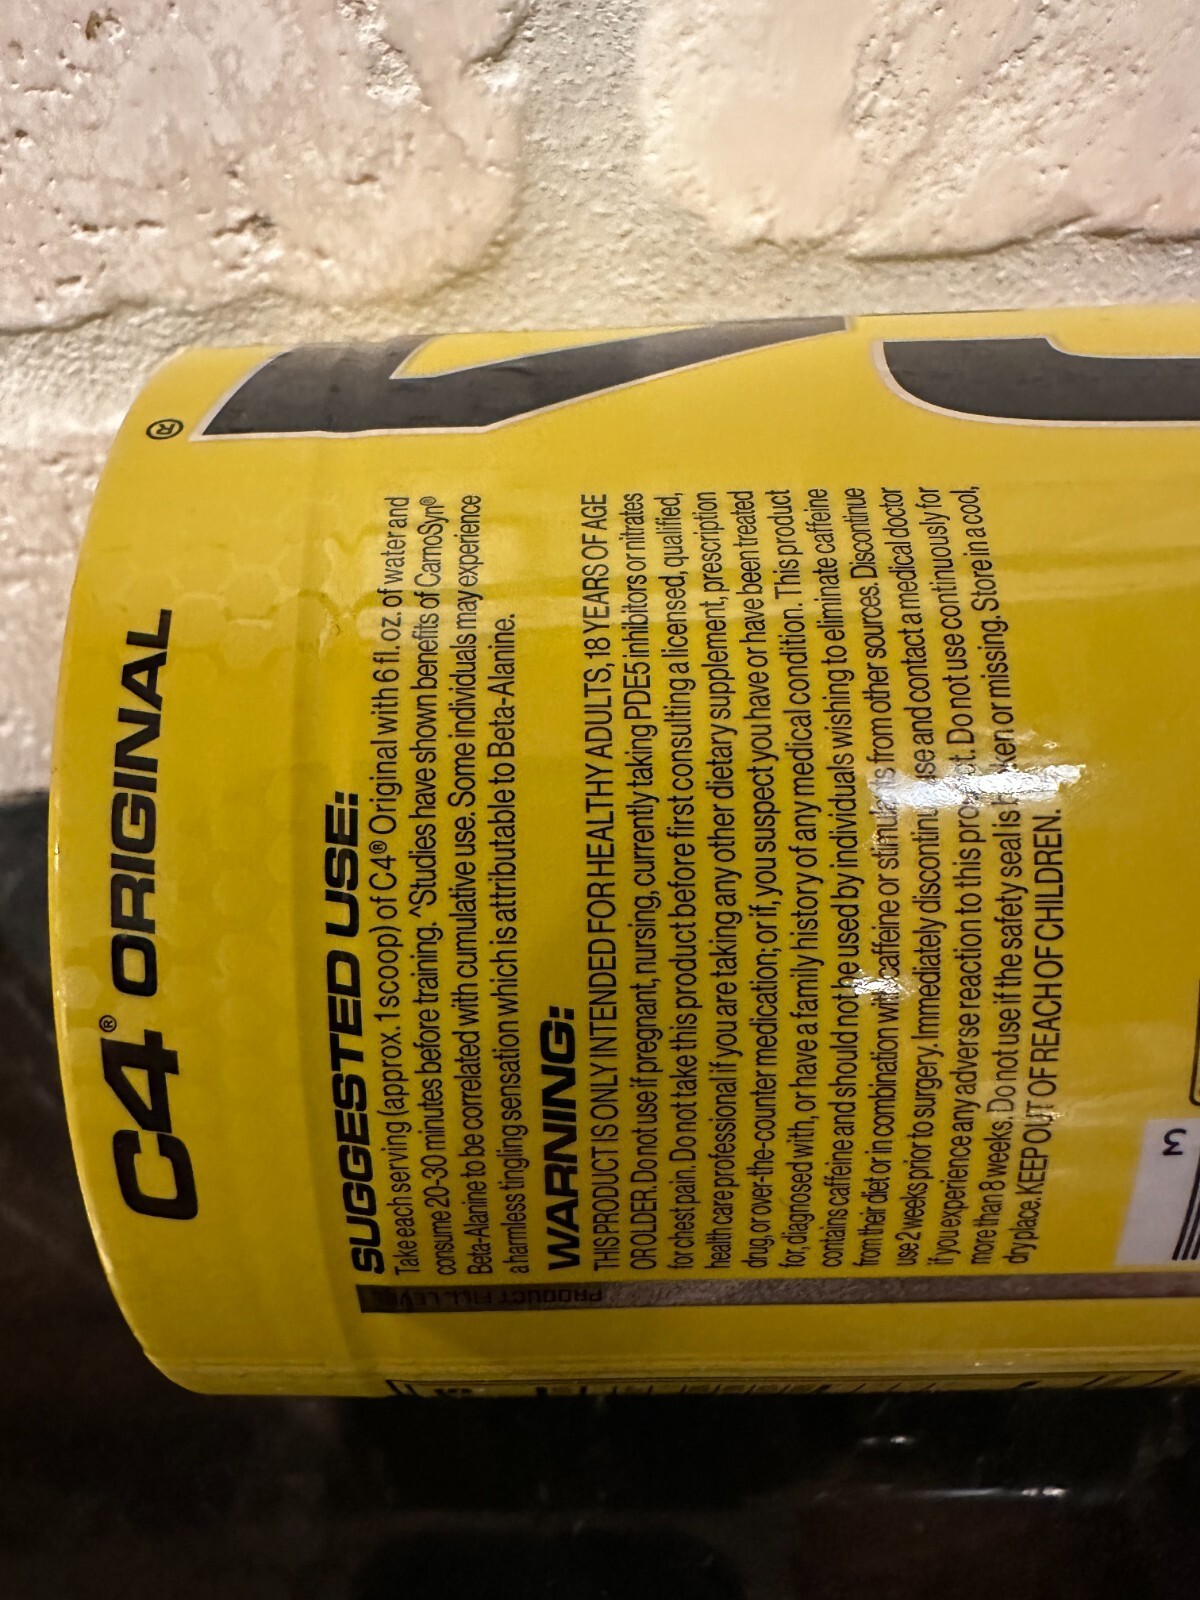 C4® ORIGINAL
SUGGESTED USE:
Take each serving (approx. 1 scoop) of C4® Original with 6 fl. oz. of water and
consume 20-30 minutes before training. ^Studies have shown benefits of CarnoSyn®
Beta-Alanine to be correlated with cumulative use. Some individuals may experience
a harmless tingling sensation which is attributable to Beta-Alanine.
WARNING:
THIS PRODUCT IS ONLY INTENDED FOR HEALTHY ADULTS, 18 YEARS OF AGE
OR OLDER. Do not use if pregnant, nursing, currently taking PDE5 inhibitors or nitrates
for chest pain. Do not take this product before first consulting a licensed, qualified,
health care professional if you are taking any other dietary supplement, prescription
drug, or over-the-counter medication; or if, you suspect you have or have been treated
for, diagnosed with, or have a family history of any medical condition. This product
contains caffeine and should not be used by individuals wishing to eliminate caffeine
from their diet or in combination with caffeine or stimulants from other sources. Discontinue
use 2 weeks prior to surgery. Immediately discontinue use and contact a medical doctor
if you experience any adverse reaction to this product. Do not use continuously for
more than 8 weeks. Do not use if the safety seal is broken or missing. Store in a cool,
dry place. KEEP OUT OF REACH OF CHILDREN.
PRODUCT FILL LEVEL
®
3